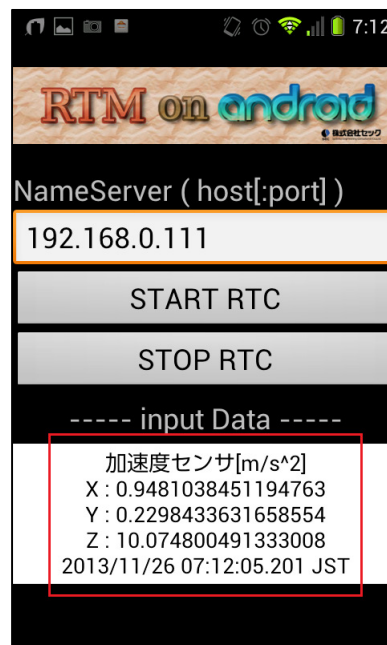 7:12
RTM on android
株式会社セック
NameServer ( host[:port] )
192.168.0.111
START RTC
STOP RTC
----- input Data -----
加速度センサ[m/s^2]
X : 0.9481038451194763
Y : 0.2298433631658554
Z : 10.074800491333008
2013/11/26 07:12:05.201 JST